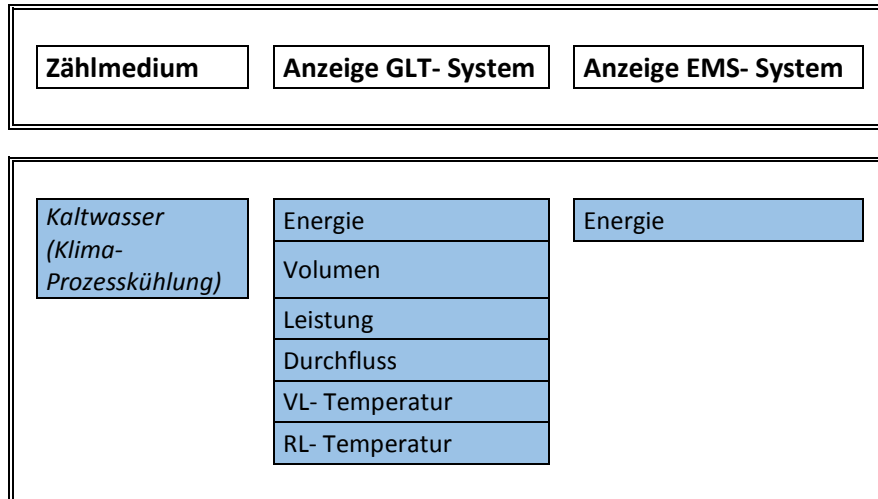 Zählmedium
Anzeige GLT- System
Anzeige EMS- System
Kaltwasser
(Klima-
Prozesskühlung)
Energie
Volumen
Leistung
Durchfluss
VL- Temperatur
RL- Temperatur
Energie